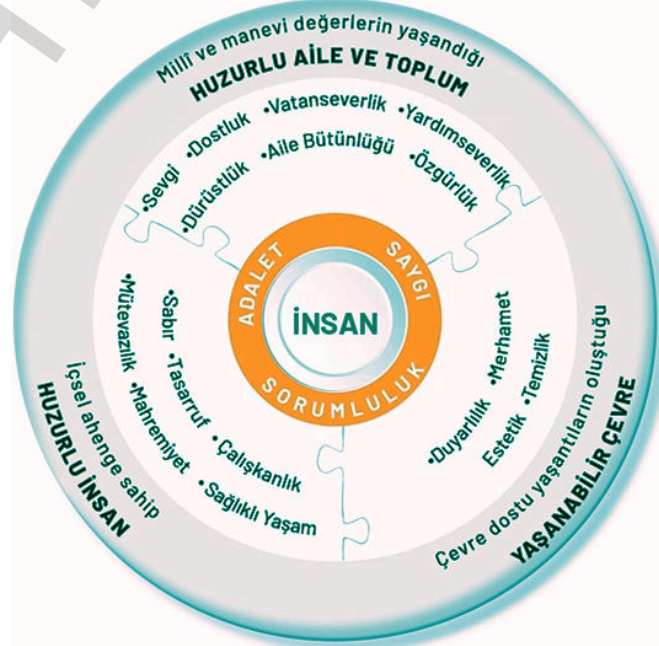 Millî ve manevi değerlerin yaşandığı
HUZURLU AİLE VE TOPLUM
•Sevgi •Dostluk •Vatanseverlik •Yardımseverlik
•Dürüstlük •Aile Bütünlüğü •Özgürlük
ADALET
SAYGI
SORUMLULUK
İNSAN
•Mütevazılık •Mahremiyet •Sağlıklı Yaşam
•Sabır •Tasarruf •Çalışkanlık
İçsel ahenge sahip
HUZURLU İNSAN
•Duyarlılık •Merhamet
Estetik •Temizlik
Çevre dostu yaşantıların oluştuğu
YAŞANABİLİR ÇEVRE